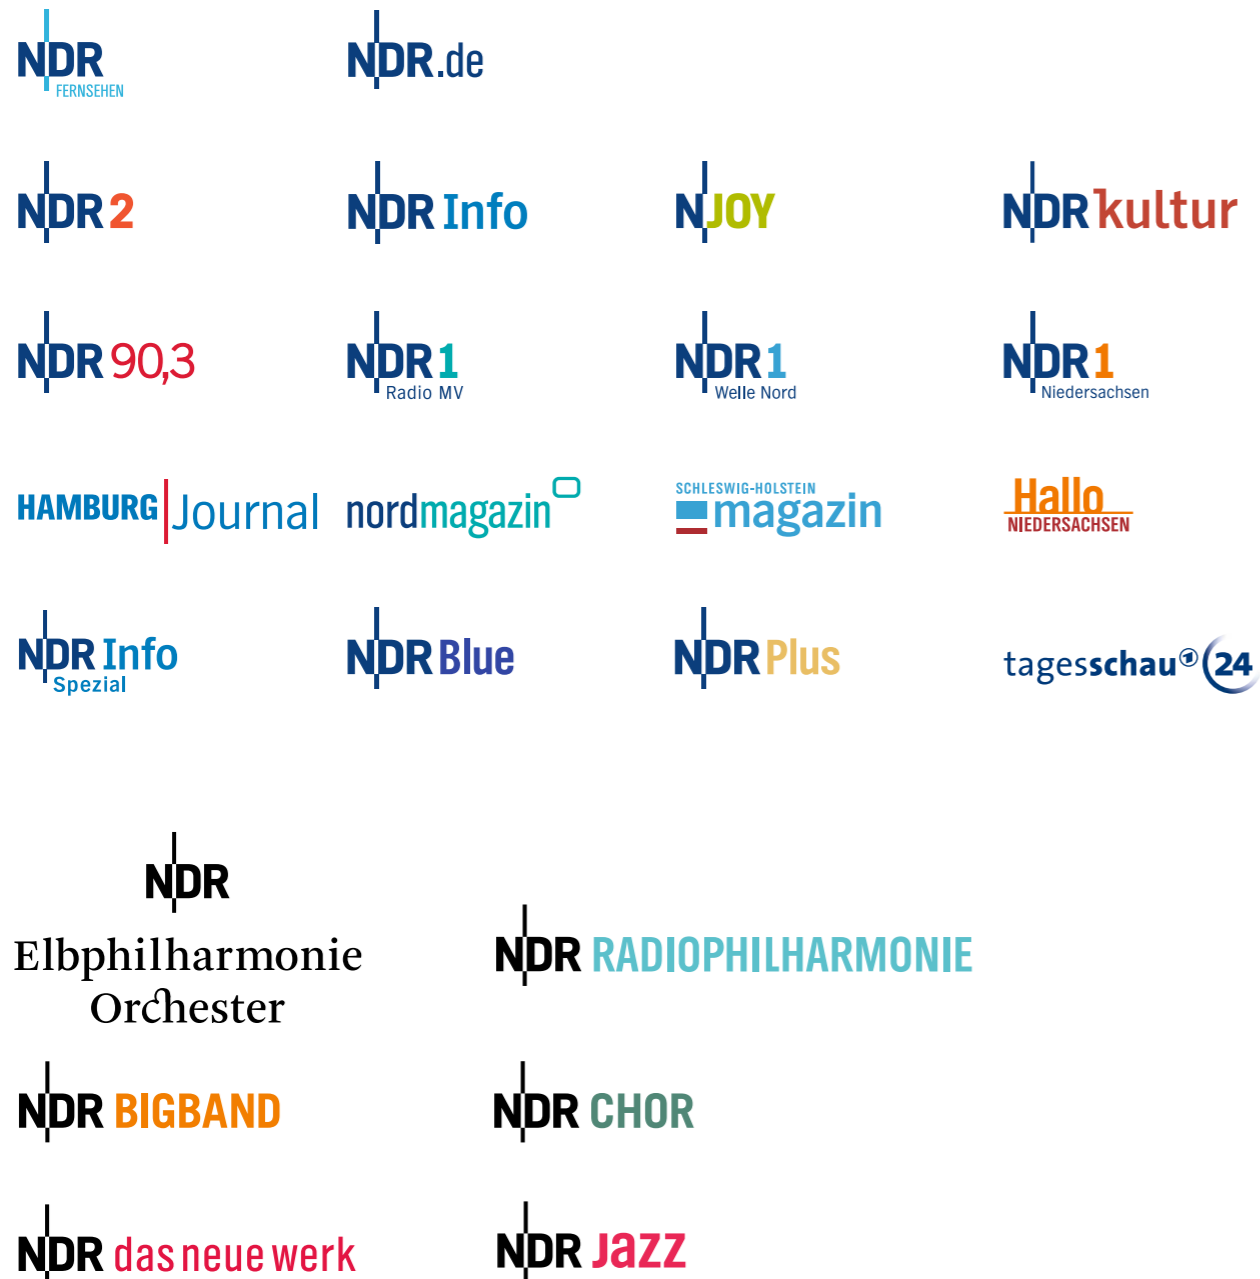 NDR
FERNSEHEN
NDR.de
NDR 2
NDR Info
N JOY
NDR kultur
NDR 90,3
NDR 1
Radio MV
NDR 1
Welle Nord
NDR 1
Niedersachsen
HAMBURG Journal
nordmagazin
SCHLESWIG-HOLSTEIN
magazin
Hallo
NIEDERSACHSEN
NDR Info
Spezial
NDR Blue
NDR Plus
tagesschau 24
NDR
Elbphilharmonie
Orchester
NDR RADIOPHILHARMONIE
NDR BIGBAND
NDR CHOR
NDR das neue werk
NDR Jazz